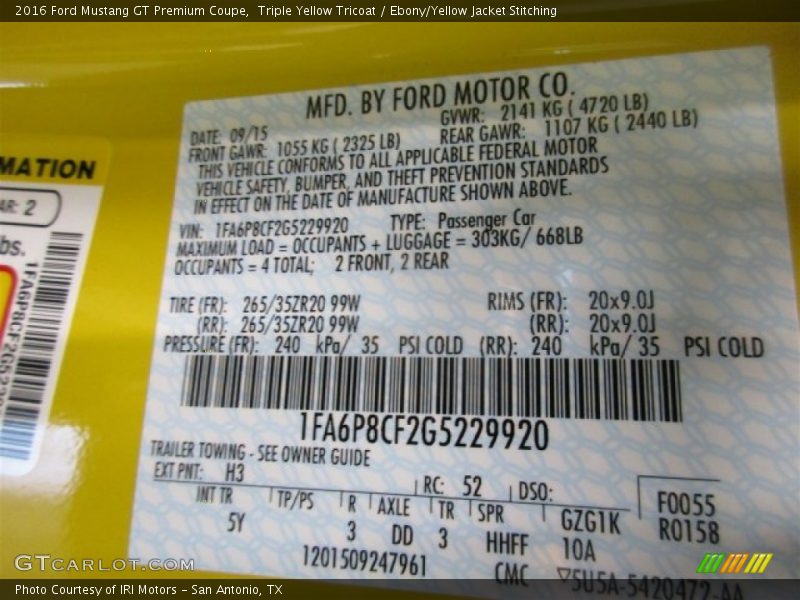 2016 Ford Mustang GT Premium Coupe, Triple Yellow Tricoat / Ebony/Yellow Jacket Stitching
MFD. BY FORD MOTOR CO.
DATE: 09/15 GVWR: 2141 KG ( 4720 LB)
FRONT GAWR: 1055 KG ( 2325 LB) REAR GAWR: 1107 KG ( 2440 LB)
THIS VEHICLE CONFORMS TO ALL APPLICABLE FEDERAL MOTOR
VEHICLE SAFETY, BUMPER, AND THEFT PREVENTION STANDARDS
IN EFFECT ON THE DATE OF MANUFACTURE SHOWN ABOVE.
VIN: 1FA6P8CF2G5229920 TYPE: Passenger Car
MAXIMUM LOAD = OCCUPANTS + LUGGAGE = 303KG/ 668LB
OCCUPANTS = 4 TOTAL; 2 FRONT, 2 REAR
TIRE (FR): 265/35ZR20 99W RIMS (FR): 20x9.0J
(RR): 265/35ZR20 99W (RR): 20x9.0J
PRESSURE (FR): 240 kPa/ 35 PSI COLD (RR): 240 kPa/ 35 PSI COLD
1FA6P8CF2G5229920
TRAILER TOWING - SEE OWNER GUIDE
EXT PNT: H3 RC: 52 DSO:
INT TR TP/PS R AXLE TR SPR GZG1K F0055
5Y 3 DD 3 HHFF 10A R0158
1201509247961 CMC 5U5A-5420472-AA
MATION
AR: 2
bs.
1FA6P8CF2G522
GTCARLOT.COM
Photo Courtesy of IRI Motors – San Antonio, TX